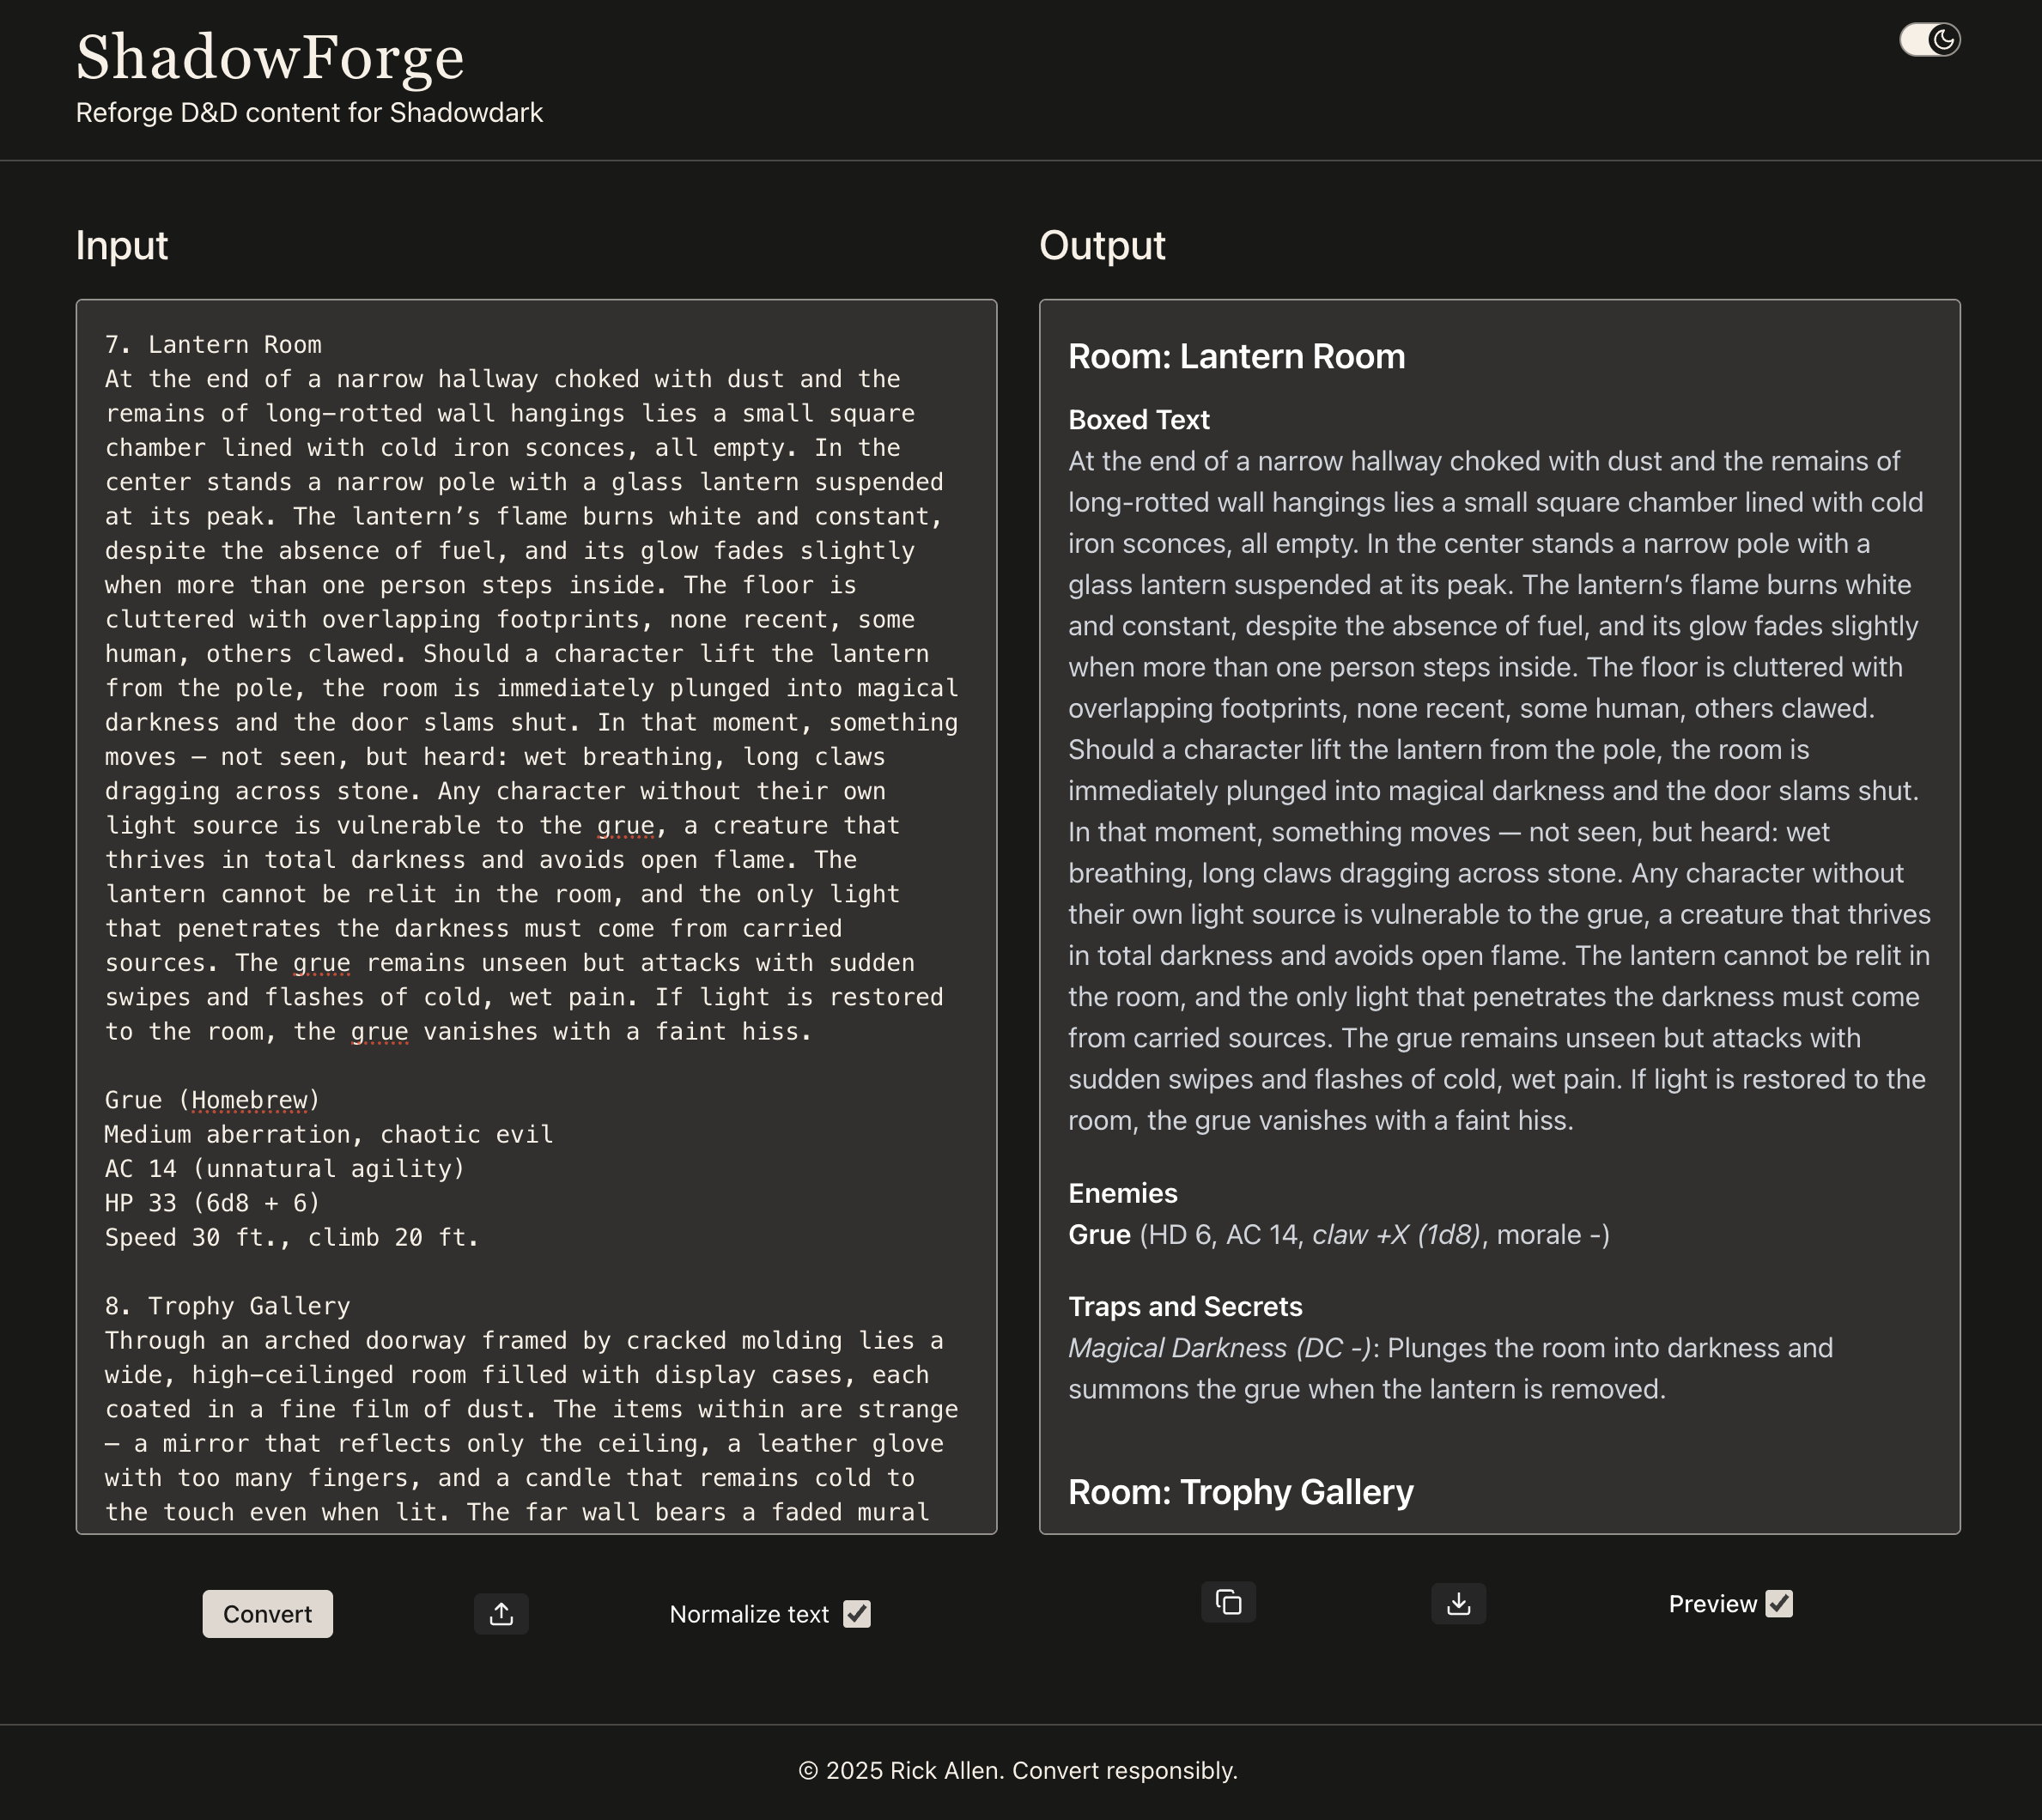 ShadowForge
Reforge D&D content for Shadowdark
Input
7. Lantern Room
At the end of a narrow hallway choked with dust and the
remains of long-rotted wall hangings lies a small square
chamber lined with cold iron sconces, all empty. In the
center stands a narrow pole with a glass lantern suspended
at its peak. The lantern’s flame burns white and constant,
despite the absence of fuel, and its glow fades slightly
when more than one person steps inside. The floor is
cluttered with overlapping footprints, none recent, some
human, others clawed. Should a character lift the lantern
from the pole, the room is immediately plunged into magical
darkness and the door slams shut. In that moment, something
moves — not seen, but heard: wet breathing, long claws
dragging across stone. Any character without their own
light source is vulnerable to the grue, a creature that
thrives in total darkness and avoids open flame. The
lantern cannot be relit in the room, and the only light
that penetrates the darkness must come from carried
sources. The grue remains unseen but attacks with sudden
swipes and flashes of cold, wet pain. If light is restored
to the room, the grue vanishes with a faint hiss.
Grue (Homebrew)
Medium aberration, chaotic evil
AC 14 (unnatural agility)
HP 33 (6d8 + 6)
Speed 30 ft., climb 20 ft.
8. Trophy Gallery
Through an arched doorway framed by cracked molding lies a
wide, high-ceilinged room filled with display cases, each
coated in a fine film of dust. The items within are strange
— a mirror that reflects only the ceiling, a leather glove
with too many fingers, and a candle that remains cold to
the touch even when lit. The far wall bears a faded mural
Convert
Normalize text
Output
Room: Lantern Room
Boxed Text
At the end of a narrow hallway choked with dust and the remains of
long-rotted wall hangings lies a small square chamber lined with cold
iron sconces, all empty. In the center stands a narrow pole with a
glass lantern suspended at its peak. The lantern’s flame burns white
and constant, despite the absence of fuel, and its glow fades slightly
when more than one person steps inside. The floor is cluttered with
overlapping footprints, none recent, some human, others clawed.
Should a character lift the lantern from the pole, the room is
immediately plunged into magical darkness and the door slams shut.
In that moment, something moves — not seen, but heard: wet
breathing, long claws dragging across stone. Any character without
their own light source is vulnerable to the grue, a creature that thrives
in total darkness and avoids open flame. The lantern cannot be relit in
the room, and the only light that penetrates the darkness must come
from carried sources. The grue remains unseen but attacks with
sudden swipes and flashes of cold, wet pain. If light is restored to the
room, the grue vanishes with a faint hiss.
Enemies
Grue (HD 6, AC 14, claw +X (1d8), morale -)
Traps and Secrets
Magical Darkness (DC -): Plunges the room into darkness and
summons the grue when the lantern is removed.
Room: Trophy Gallery
Preview
© 2025 Rick Allen. Convert responsibly.